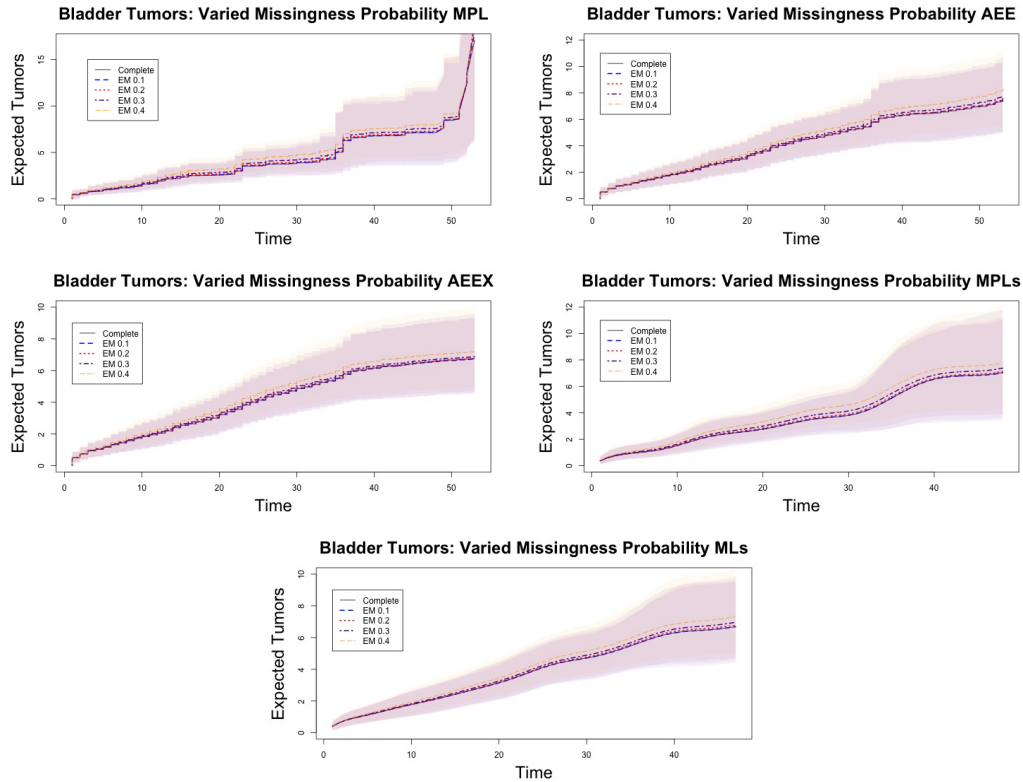 Bladder Tumors: Varied Missingness Probability MPL
Expected Tumors
15
10
5
0
Complete
EM 0.1
EM 0.2
EM 0.3
EM 0.4
0 10 20 30 40 50
Time
Bladder Tumors: Varied Missingness Probability AEE
Expected Tumors
12
10
8
6
4
2
0
Complete
EM 0.1
EM 0.2
EM 0.3
EM 0.4
0 10 20 30 40 50
Time
Bladder Tumors: Varied Missingness Probability AEEX
Expected Tumors
10
8
6
4
2
0
Complete
EM 0.1
EM 0.2
EM 0.3
EM 0.4
0 10 20 30 40 50
Time
Bladder Tumors: Varied Missingness Probability MPLs
Expected Tumors
12
10
8
6
4
2
0
Complete
EM 0.1
EM 0.2
EM 0.3
EM 0.4
0 10 20 30 40
Time
Bladder Tumors: Varied Missingness Probability MLs
Expected Tumors
10
8
6
4
2
0
Complete
EM 0.1
EM 0.2
EM 0.3
EM 0.4
0 10 20 30 40
Time